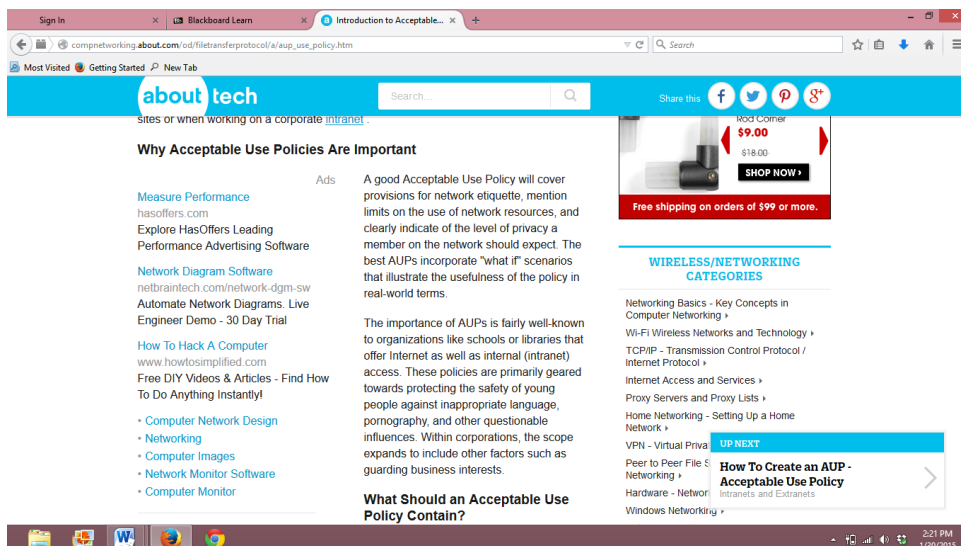 Sign In
Blackboard Learn
Introduction to Acceptable...
compnetworking.about.com/od/filetransferprotocol/a/aup_use_policy.htm
Search
Most Visited
Getting Started
New Tab
about tech
Search...
Share this
sites or when working on a corporate intranet .
Why Acceptable Use Policies Are Important
Ads
Measure Performance
hasoffers.com
Explore HasOffers Leading
Performance Advertising Software
Network Diagram Software
netbraintech.com/network-dgm-sw
Automate Network Diagrams. Live
Engineer Demo - 30 Day Trial
How To Hack A Computer
www.howtosimplified.com
Free DIY Videos & Articles - Find How
To Do Anything Instantly!
• Computer Network Design
• Networking
• Computer Images
• Network Monitor Software
• Computer Monitor
A good Acceptable Use Policy will cover
provisions for network etiquette, mention
limits on the use of network resources, and
clearly indicate of the level of privacy a
member on the network should expect. The
best AUPs incorporate "what if" scenarios
that illustrate the usefulness of the policy in
real-world terms.
The importance of AUPs is fairly well-known
to organizations like schools or libraries that
offer Internet as well as internal (intranet)
access. These policies are primarily geared
towards protecting the safety of young
people against inappropriate language,
pornography, and other questionable
influences. Within corporations, the scope
expands to include other factors such as
guarding business interests.
What Should an Acceptable Use
Policy Contain?
Rod Corner
$9.00
$18.00
SHOP NOW
Free shipping on orders of $99 or more.
WIRELESS/NETWORKING
CATEGORIES
Networking Basics - Key Concepts in
Computer Networking
Wi-Fi Wireless Networks and Technology
TCP/IP - Transmission Control Protocol /
Internet Protocol
Internet Access and Services
Proxy Servers and Proxy Lists
Home Networking - Setting Up a Home
Network
VPN - Virtual Priva
Peer to Peer File S
Networking
Hardware - Networ
Windows Networking
UP NEXT
How To Create an AUP -
Acceptable Use Policy
Intranets and Extranets
2:21 PM
1/30/2015